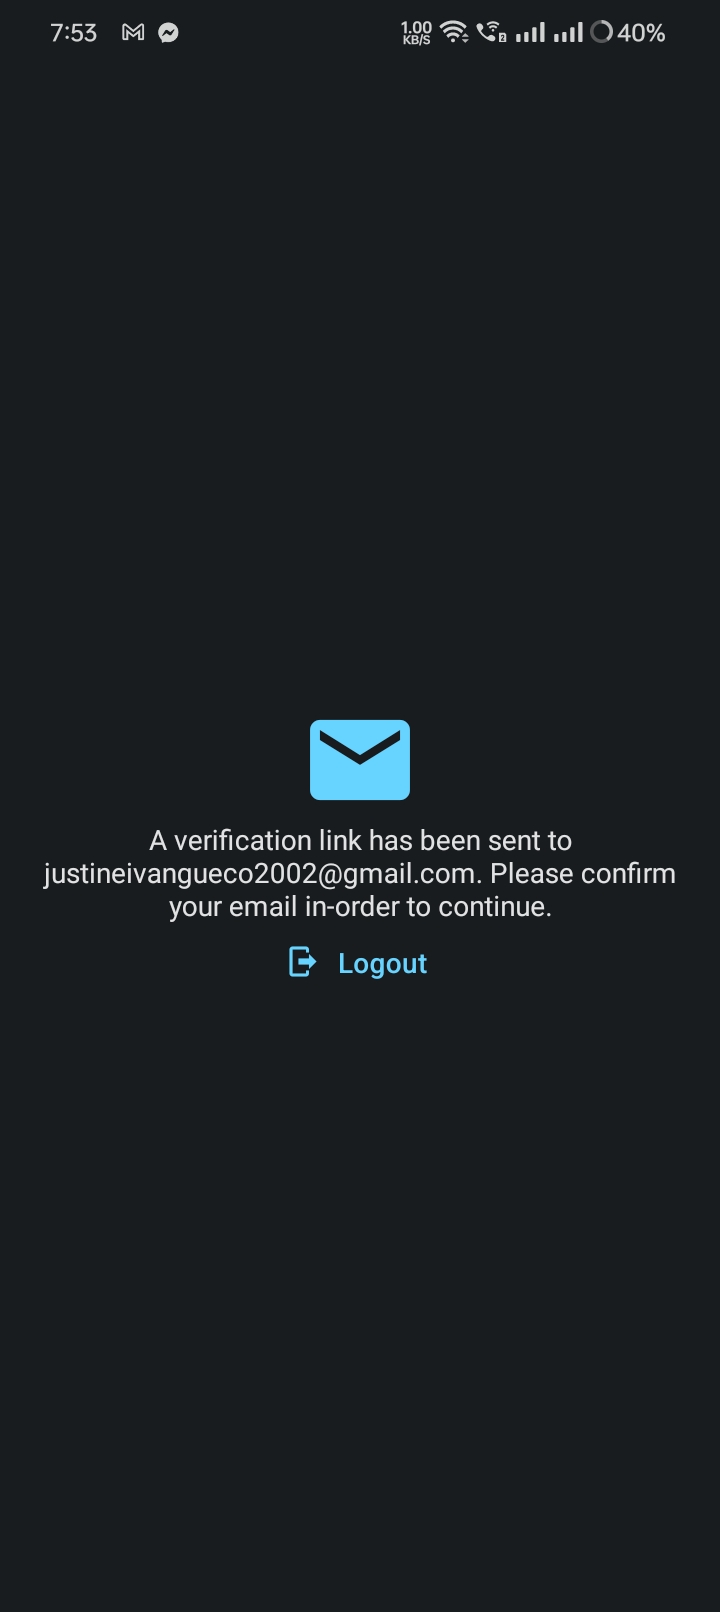 7:53 1.00 KB/S 2 40%
A verification link has been sent to
justineivangueco2002@gmail.com. Please confirm
your email in-order to continue.
Logout